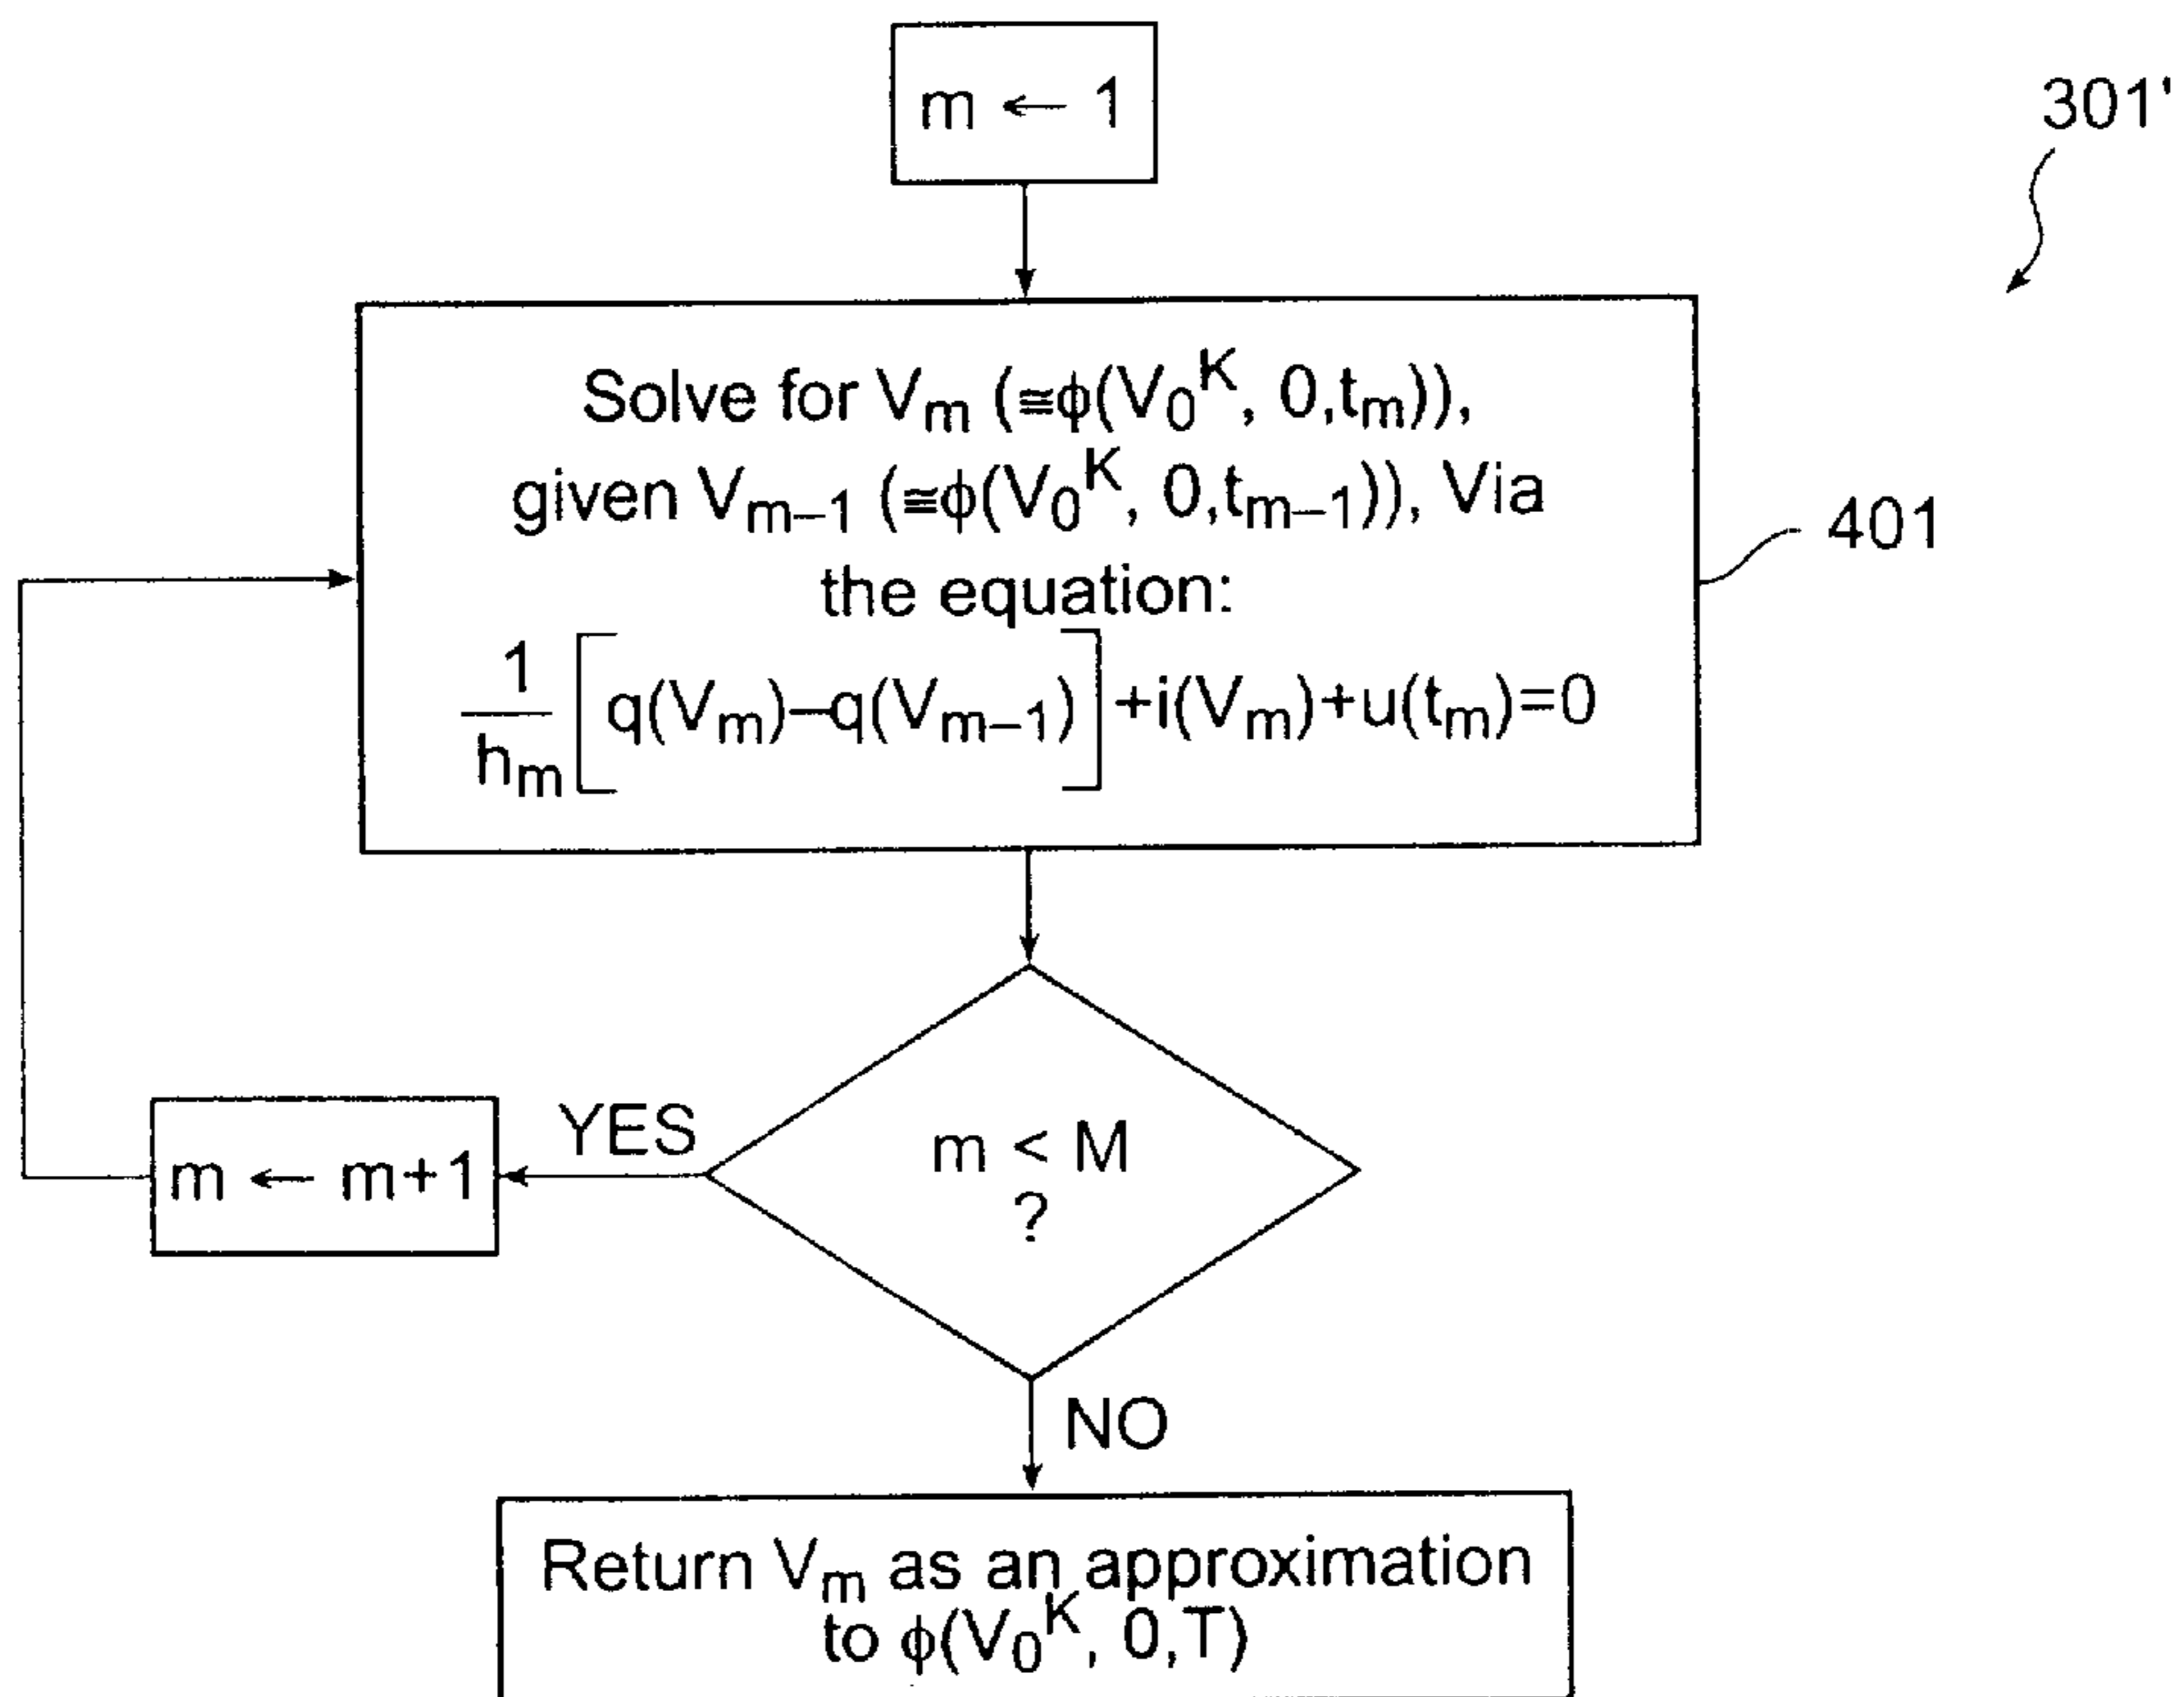 m ← 1
301'
Solve for Vₘ (≅ϕ(V₀ᴷ, 0,tₘ)),
given Vₘ₋₁ (≅ϕ(V₀ᴷ, 0,tₘ₋₁)), Via
401
the equation:
1/hₘ [q(Vₘ)–q(Vₘ₋₁)] +i(Vₘ)+u(tₘ)=0
YES
m < M
?
m ← m+1
NO
Return Vₘ as an approximation
to ϕ(V₀ᴷ, 0,T)